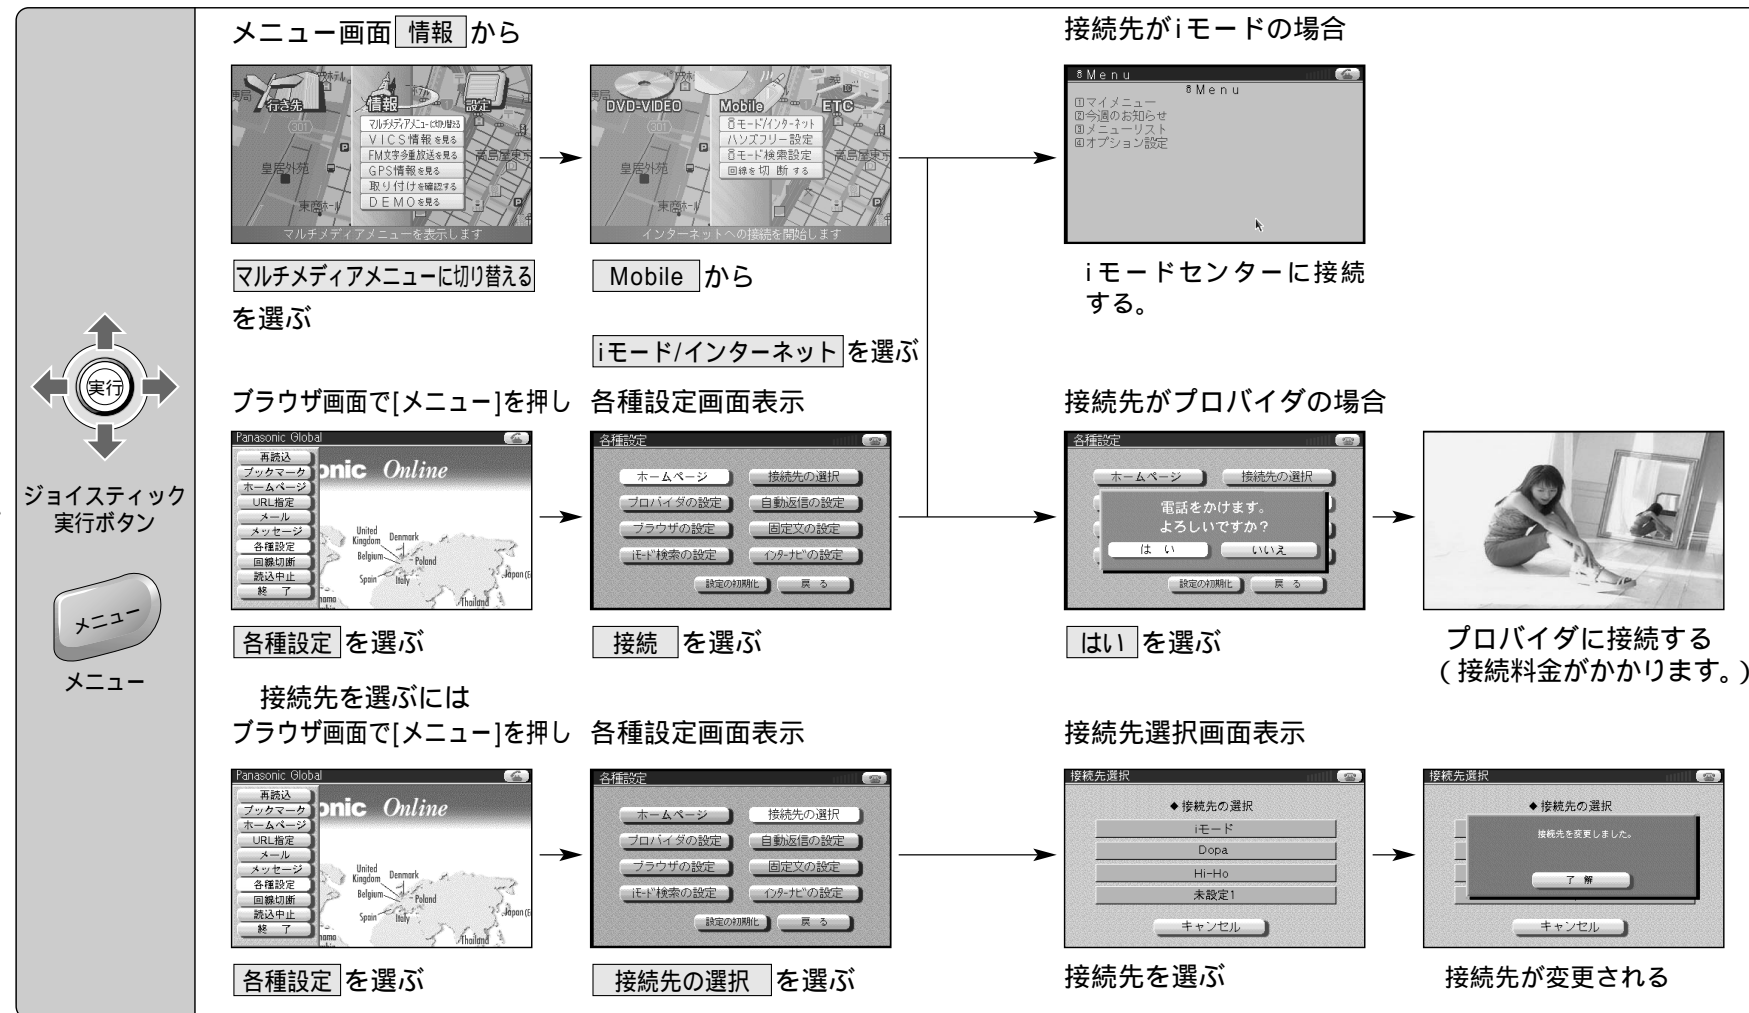 実行
ジョイスティック
実行ボタン
メニュー
メニュー
メニュー画面 情報 から
行き先
情報
設定
マルチメディアメニューに切り替える
VICS情報を見る
FM文字多重放送を見る
GPS情報を見る
取り付けを確認する
DEMOを見る
皇居外苑
マルチメディアメニューを表示します
マルチメディアメニューに切り替える
を選ぶ
DVD-VIDEO
Mobile
ETC
iモード/インターネット
ハンズフリー設定
iモード検索設定
回線を切断する
皇居外苑
インターネットへの接続を開始します
Mobile から
iモード/インターネット を選ぶ
接続先がiモードの場合
iMenu
iMenu
1マイメニュー
2今週のお知らせ
3メニューリスト
4オプション設定
iモードセンターに接続
する。
ブラウザ画面で[メニュー]を押し
Panasonic Global
再読込
ブックマーク
ホームページ
URL指定
メール
メッセージ
各種設定
回線切断
読込中止
終 了
onic Online
United
Kingdom
Denmark
Belgium
Poland
Spain
Italy
Japan (E
Thailand
各種設定 を選ぶ
各種設定画面表示
各種設定
ホームページ 接続先の選択
プロバイダの設定 自動返信の設定
ブラウザの設定 固定文の設定
iモード検索の設定 インターナビの設定
設定の初期化 戻 る
接続 を選ぶ
接続先がプロバイダの場合
各種設定
ホームページ 接続先の選択
電話をかけます。
よろしいですか？
は い いいえ
設定の初期化 戻 る
はい を選ぶ
プロバイダに接続する
(接続料金がかかります。)
接続先を選ぶには
ブラウザ画面で[メニュー]を押し
Panasonic Global
再読込
ブックマーク
ホームページ
URL指定
メール
メッセージ
各種設定
回線切断
読込中止
終 了
onic Online
United
Kingdom
Denmark
Belgium
Poland
Spain
Italy
Japan (E
Thailand
各種設定 を選ぶ
各種設定画面表示
各種設定
ホームページ 接続先の選択
プロバイダの設定 自動返信の設定
ブラウザの設定 固定文の設定
iモード検索の設定 インターナビの設定
設定の初期化 戻 る
接続先の選択 を選ぶ
接続先選択画面表示
接続先選択
◆接続先の選択
iモード
Dopa
Hi-Ho
未設定1
キャンセル
接続先を選ぶ
接続先選択
◆接続先の選択
接続先を変更しました。
了 解
キャンセル
接続先が変更される